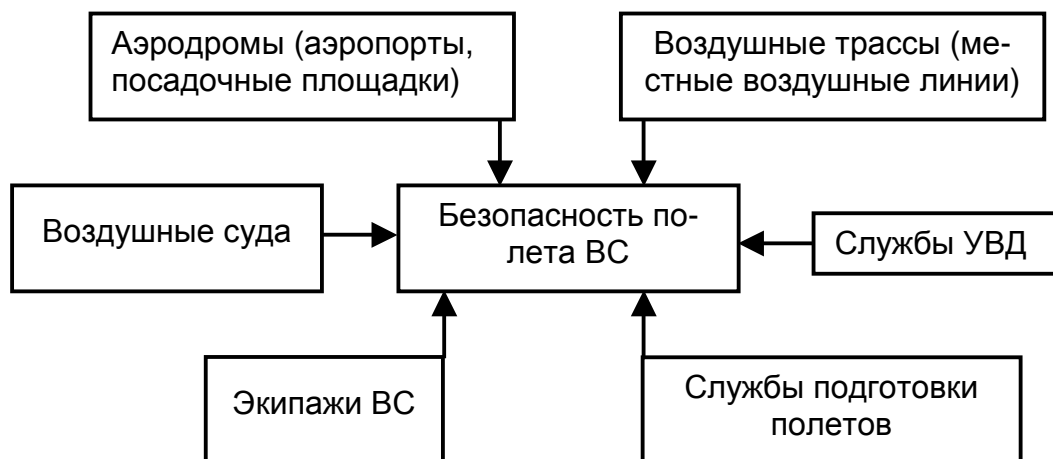 Аэродромы (аэропорты,
посадочные площадки)
Воздушные трассы (ме-
стные воздушные линии)
Воздушные суда
Безопасность по-
лета ВС
Службы УВД
Экипажи ВС
Службы подготовки
полетов